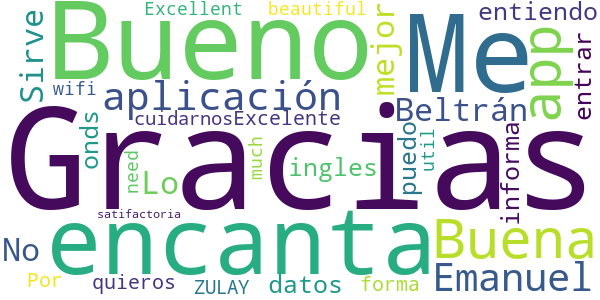 Excellent beautiful entiendo
Sirve Bueno Me mejor app entrar
wifi aplicación Beltrán
cuidarnos Excelente
Gracias
onds need Lo much ingles puedo util informa
satifactoria
No encanta Buena
Por quieros ZULAY datos forma Emanuel